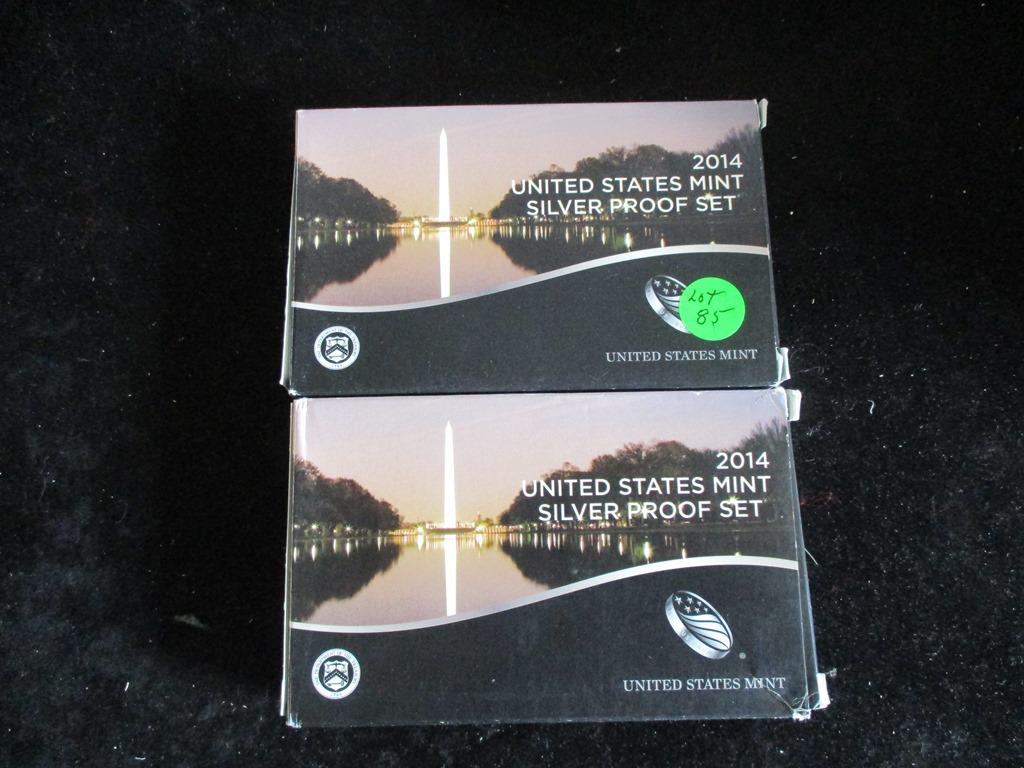 2014
UNITED STATES MINT
SILVER PROOF SET
Lot
85
UNITED STATES MINT
2014
UNITED STATES MINT
SILVER PROOF SET
UNITED STATES MINT